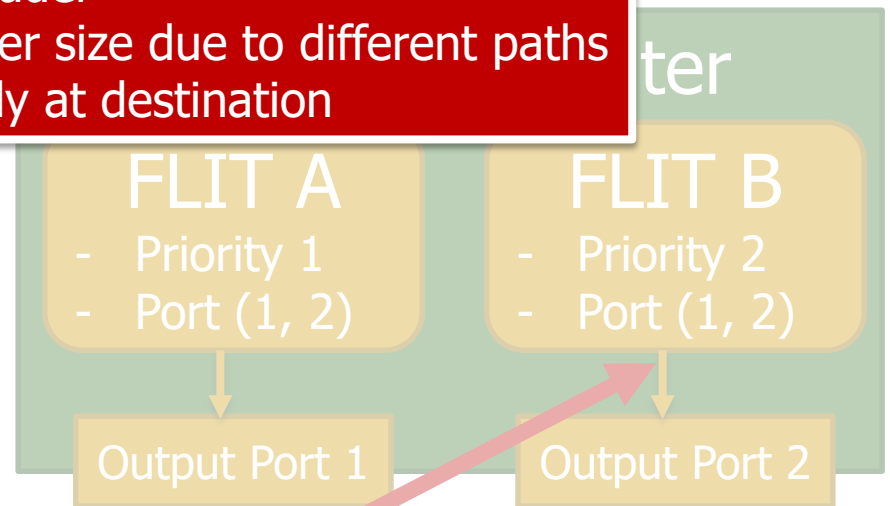 er size due to different paths
ly at destination
ter
FLIT A
- Priority 1
- Port (1, 2)
FLIT B
- Priority 2
- Port (1, 2)
Output Port 1
Output Port 2